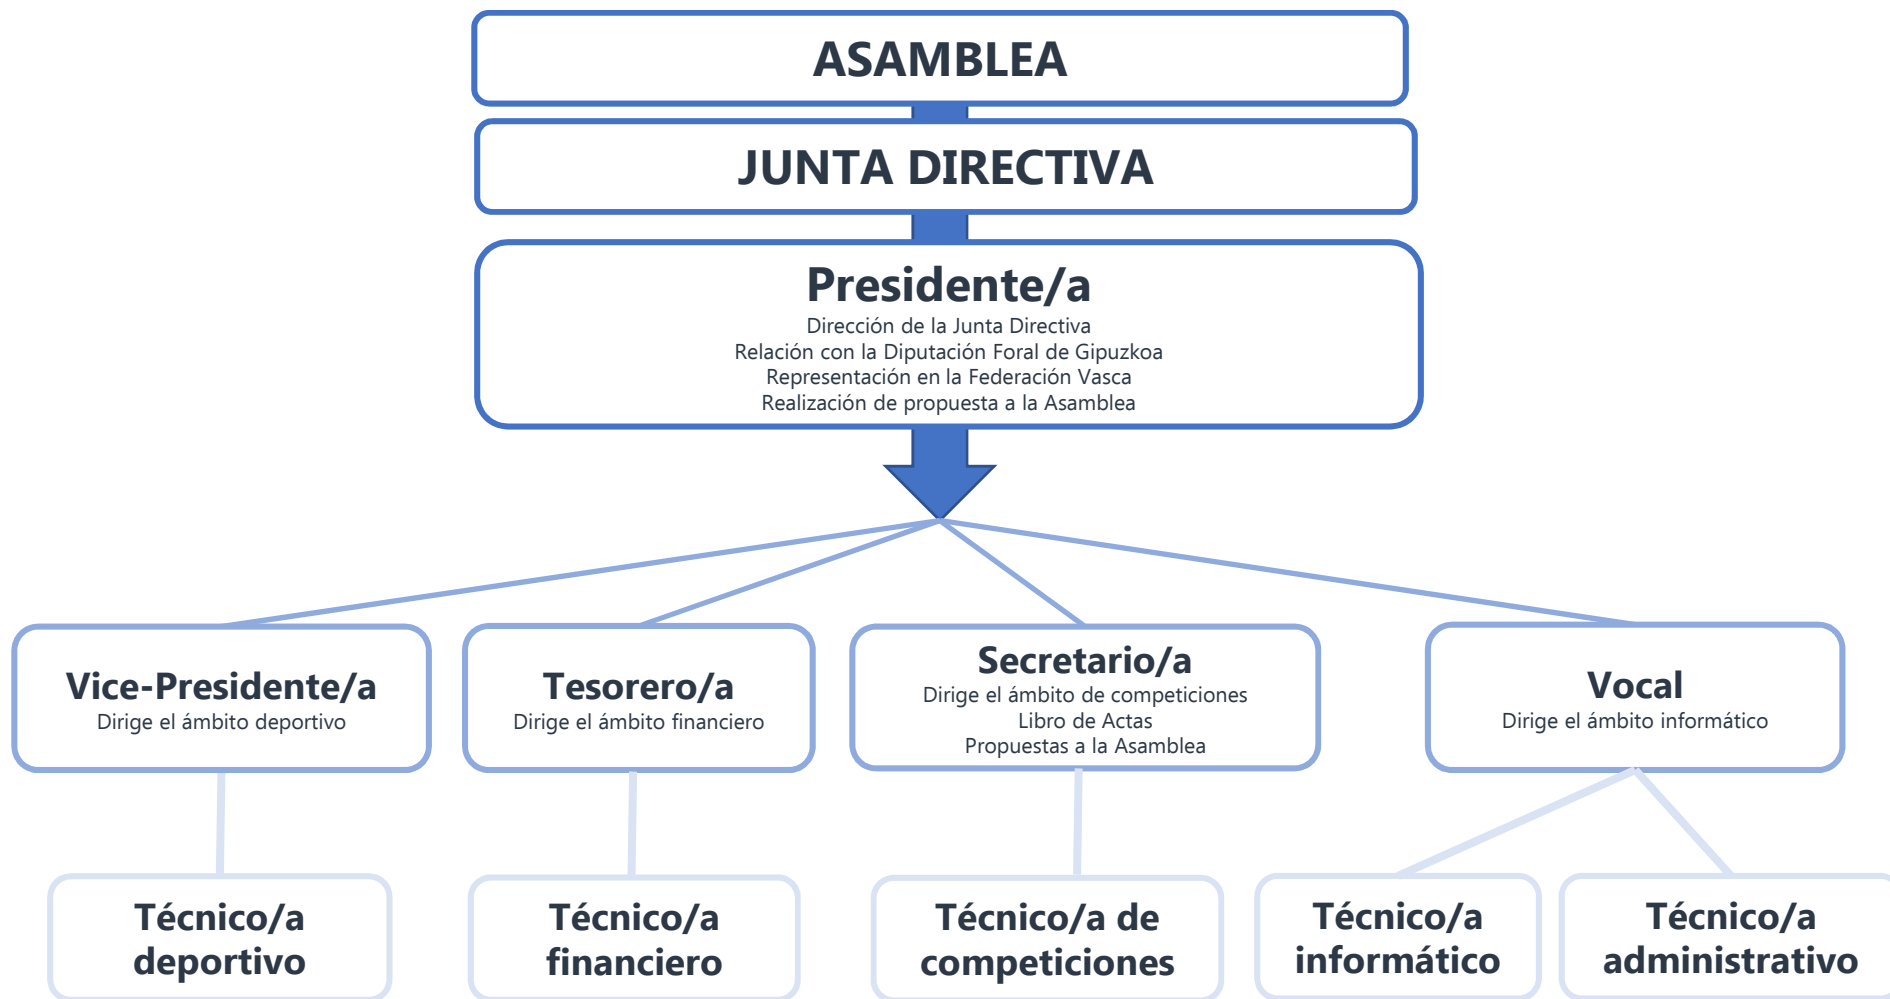 ASAMBLEA
JUNTA DIRECTIVA
Presidente/a
Dirección de la Junta Directiva
Relación con la Diputación Foral de Gipuzkoa
Representación en la Federación Vasca
Realización de propuesta a la Asamblea
Vice-Presidente/a
Dirige el ámbito deportivo
Tesorero/a
Dirige el ámbito financiero
Secretario/a
Dirige el ámbito de competiciones
Libro de Actas
Propuestas a la Asamblea
Vocal
Dirige el ámbito informático
Técnico/a
deportivo
Técnico/a
financiero
Técnico/a de
competiciones
Técnico/a
informático
Técnico/a
administrativo